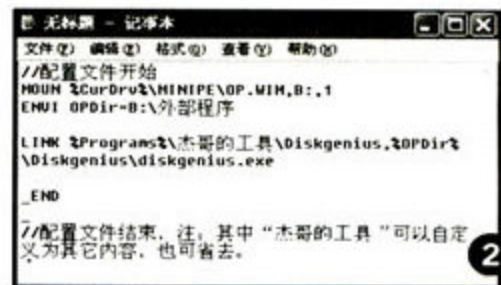 无标题 - 记事本
文件(F) 编辑(E) 格式(O) 查看(V) 帮助(H)
//配置文件开始
MOUN %CurDrv%\MINIPE\OP.WIM,B:,1
ENVI OPDir=B:\外部程序
LINK %Programs%\杰哥的工具\Diskgenius,%OPDir%
\Diskgenius\diskgenius.exe
_END
//配置文件结束，注，其中“杰哥的工具”可以自定
义为其它内容，也可省去。
2